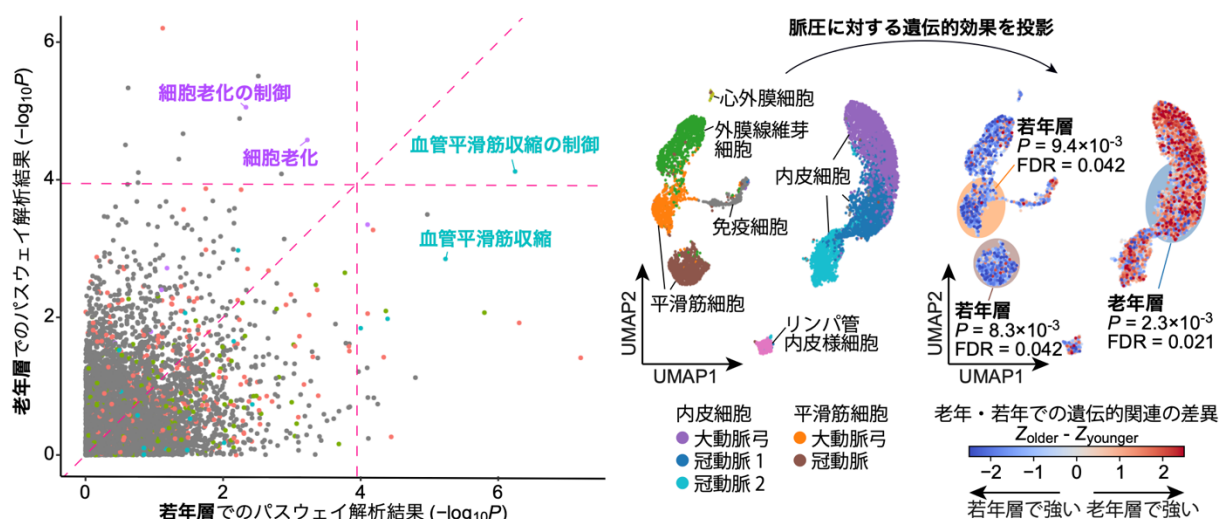 老年層でのパスウェイ解析結果 (−log₁₀P)
6
4
2
0
0
2
4
6
若年層でのパスウェイ解析結果 (−log₁₀P)
細胞老化の制御
細胞老化
血管平滑筋収縮の制御
血管平滑筋収縮
脈圧に対する遺伝的効果を投影
心外膜細胞
外膜線維芽
細胞
内皮細胞
免疫細胞
平滑筋細胞
リンパ管
内皮様細胞
UMAP2
UMAP1
内皮細胞
大動脈弓
冠動脈 1
冠動脈 2
平滑筋細胞
大動脈弓
冠動脈
若年層
P = 9.4×10⁻³
FDR = 0.042
若年層
P = 8.3×10⁻³
FDR = 0.042
老年層
P = 2.3×10⁻³
FDR = 0.021
UMAP2
UMAP1
老年・若年での遺伝的関連の差異
Zolder - Zyounger
−2 −1 0 1 2
若年層で強い 老年層で強い